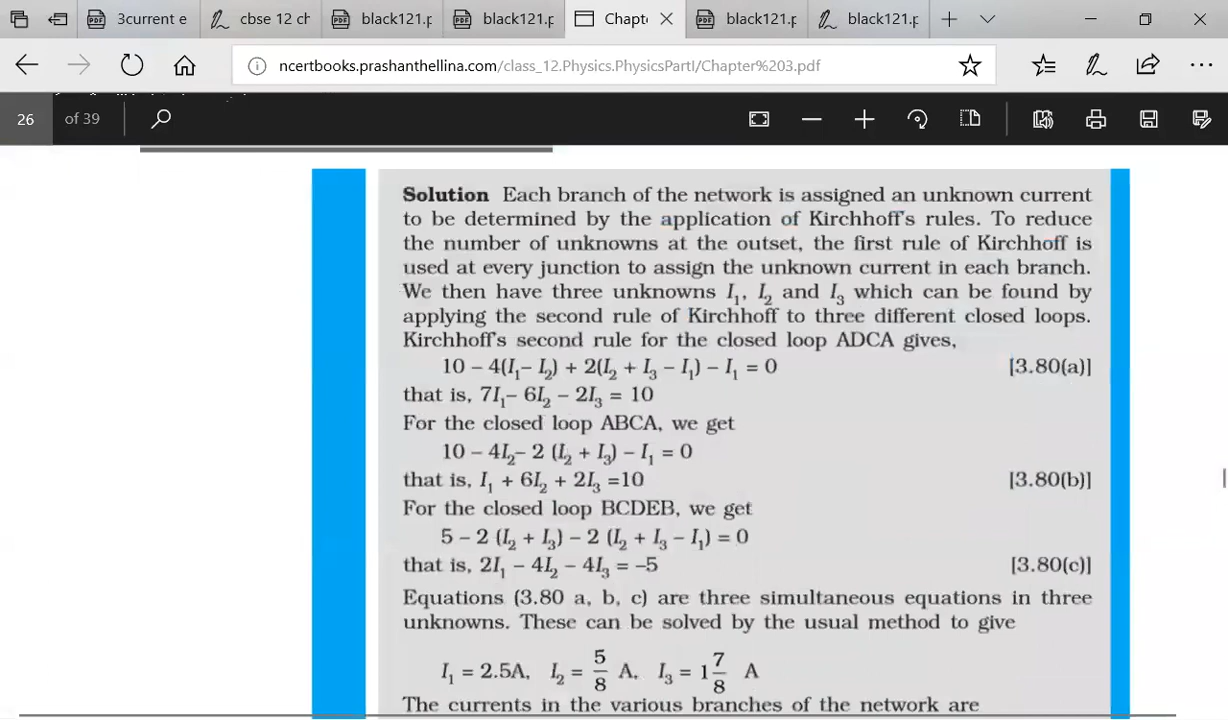 3current e
cbse 12 ch
black121.p
black121.p
Chapt
black121.p
black121.p
ncertbooks.prashanthellina.com/class_12.Physics.PhysicsPartI/Chapter%203.pdf
26 of 39
Solution Each branch of the network is assigned an unknown current
to be determined by the application of Kirchhoff's rules. To reduce
the number of unknowns at the outset, the first rule of Kirchhoff is
used at every junction to assign the unknown current in each branch.
We then have three unknowns I₁, I₂ and I₃ which can be found by
applying the second rule of Kirchhoff to three different closed loops.
Kirchhoff's second rule for the closed loop ADCA gives,
10 – 4(I₁– I₂) + 2(I₂ + I₃ – I₁) – I₁ = 0 [3.80(a)]
that is, 7I₁– 6I₂ – 2I₃ = 10
For the closed loop ABCA, we get
10 – 4I₂– 2 (I₂ + I₃) – I₁ = 0
that is, I₁ + 6I₂ + 2I₃ =10 [3.80(b)]
For the closed loop BCDEB, we get
5 – 2 (I₂ + I₃) – 2 (I₂ + I₃ – I₁) = 0
that is, 2I₁ – 4I₂ – 4I₃ = –5 [3.80(c)]
Equations (3.80 a, b, c) are three simultaneous equations in three
unknowns. These can be solved by the usual method to give
I₁ = 2.5A, I₂ = 5/8 A, I₃ = 1 7/8 A
The currents in the various branches of the network are